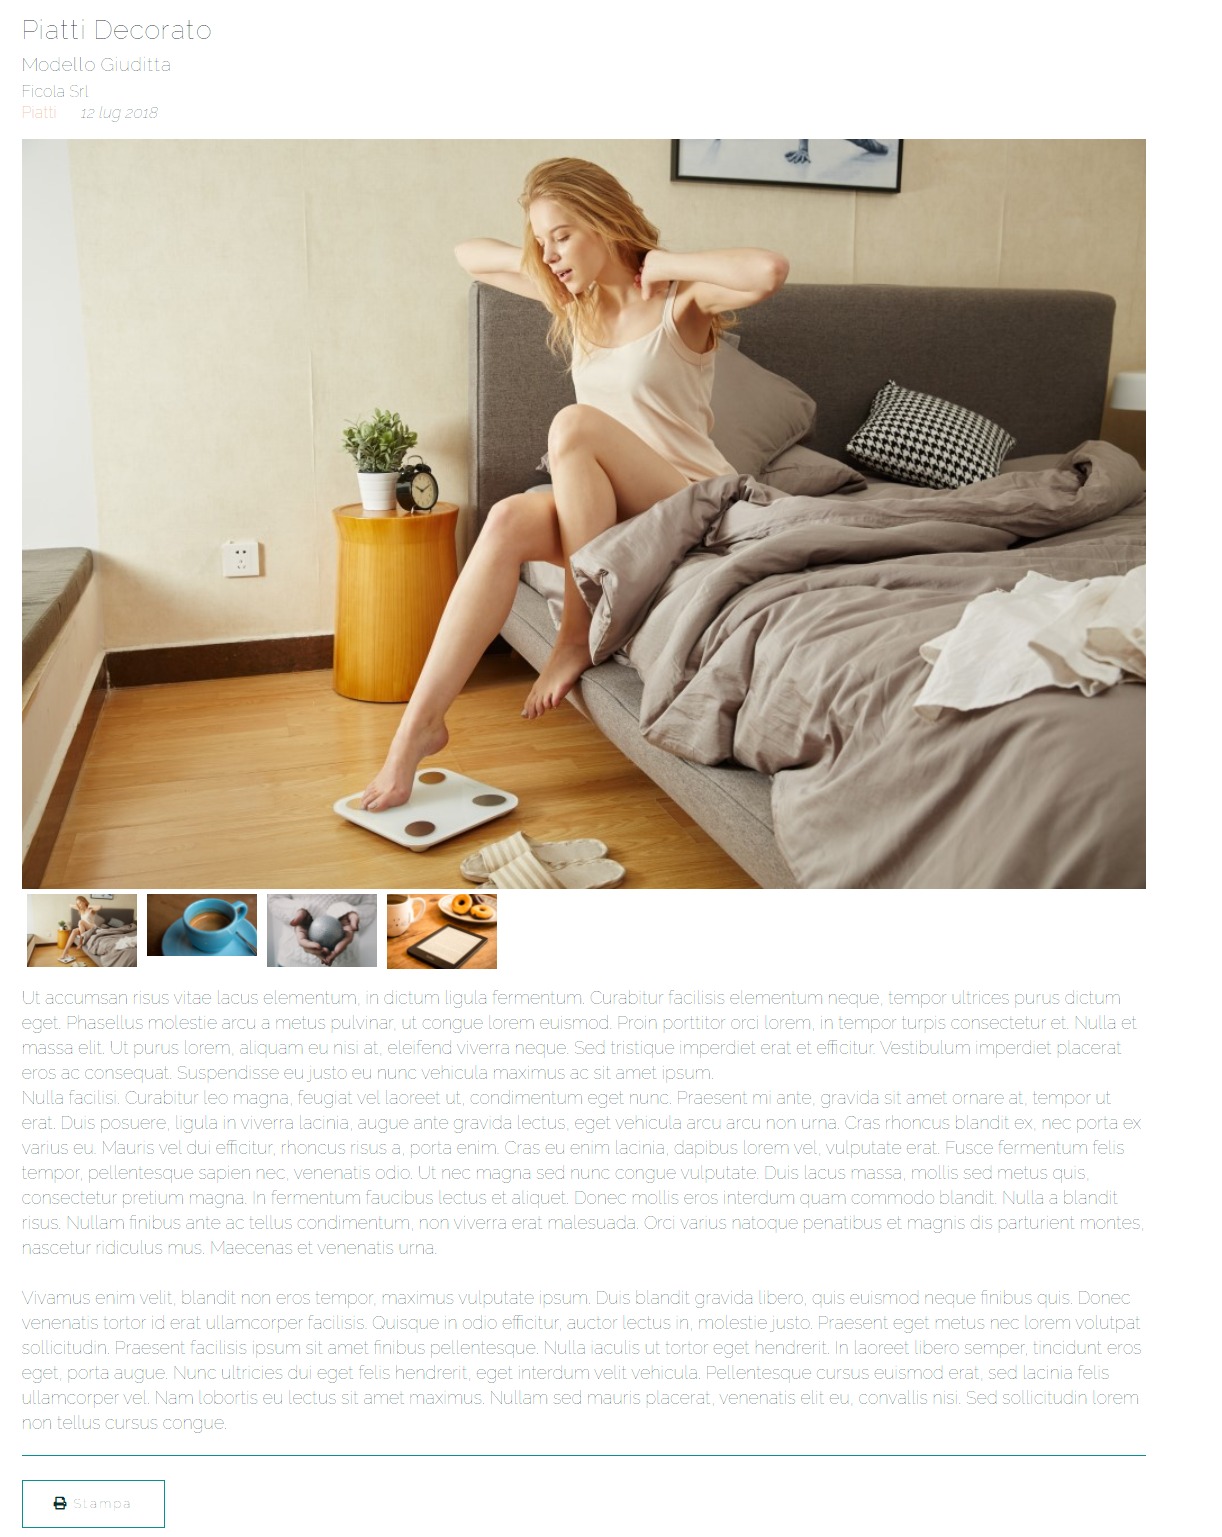 Piatti Decorato
Modello Giuditta
Ficola Srl
Piatti 12 lug 2018
Ut accumsan risus vitae lacus elementum, in dictum ligula fermentum. Curabitur facilisis elementum neque, tempor ultrices purus dictum
eget. Phasellus molestie arcu a metus pulvinar, ut congue lorem euismod. Proin porttitor orci lorem, in tempor turpis consectetur et. Nulla et
massa elit. Ut purus lorem, aliquam eu nisi at, eleifend viverra neque. Sed tristique imperdiet erat et efficitur. Vestibulum imperdiet placerat
eros ac consequat. Suspendisse eu justo eu nunc vehicula maximus ac sit amet ipsum.
Nulla facilisi. Curabitur leo magna, feugiat vel laoreet ut, condimentum eget nunc. Praesent mi ante, gravida sit amet ornare at, tempor ut
erat. Duis posuere, ligula in viverra lacinia, augue ante gravida lectus, eget vehicula arcu arcu non urna. Cras rhoncus blandit ex, nec porta ex
varius eu. Mauris vel dui efficitur, rhoncus risus a, porta enim. Cras eu enim lacinia, dapibus lorem vel, vulputate erat. Fusce fermentum felis
tempor, pellentesque sapien nec, venenatis odio. Ut nec magna sed nunc congue vulputate. Duis lacus massa, mollis sed metus quis,
consectetur pretium magna. In fermentum faucibus lectus et aliquet. Donec mollis eros interdum quam commodo blandit. Nulla a blandit
risus. Nullam finibus ante ac tellus condimentum, non viverra erat malesuada. Orci varius natoque penatibus et magnis dis parturient montes,
nascetur ridiculus mus. Maecenas et venenatis urna.
Vivamus enim velit, blandit non eros tempor, maximus vulputate ipsum. Duis blandit gravida libero, quis euismod neque finibus quis. Donec
venenatis tortor id erat ullamcorper facilisis. Quisque in odio efficitur, auctor lectus in, molestie justo. Praesent eget metus nec lorem volutpat
sollicitudin. Praesent facilisis ipsum sit amet finibus pellentesque. Nulla iaculis ut tortor eget hendrerit. In laoreet libero semper, tincidunt eros
eget, porta augue. Nunc ultricies dui eget felis hendrerit, eget interdum velit vehicula. Pellentesque cursus euismod erat, sed lacinia felis
ullamcorper vel. Nam lobortis eu lectus sit amet maximus. Nullam sed mauris placerat, venenatis elit eu, convallis nisi. Sed sollicitudin lorem
non tellus cursus congue.
Stampa